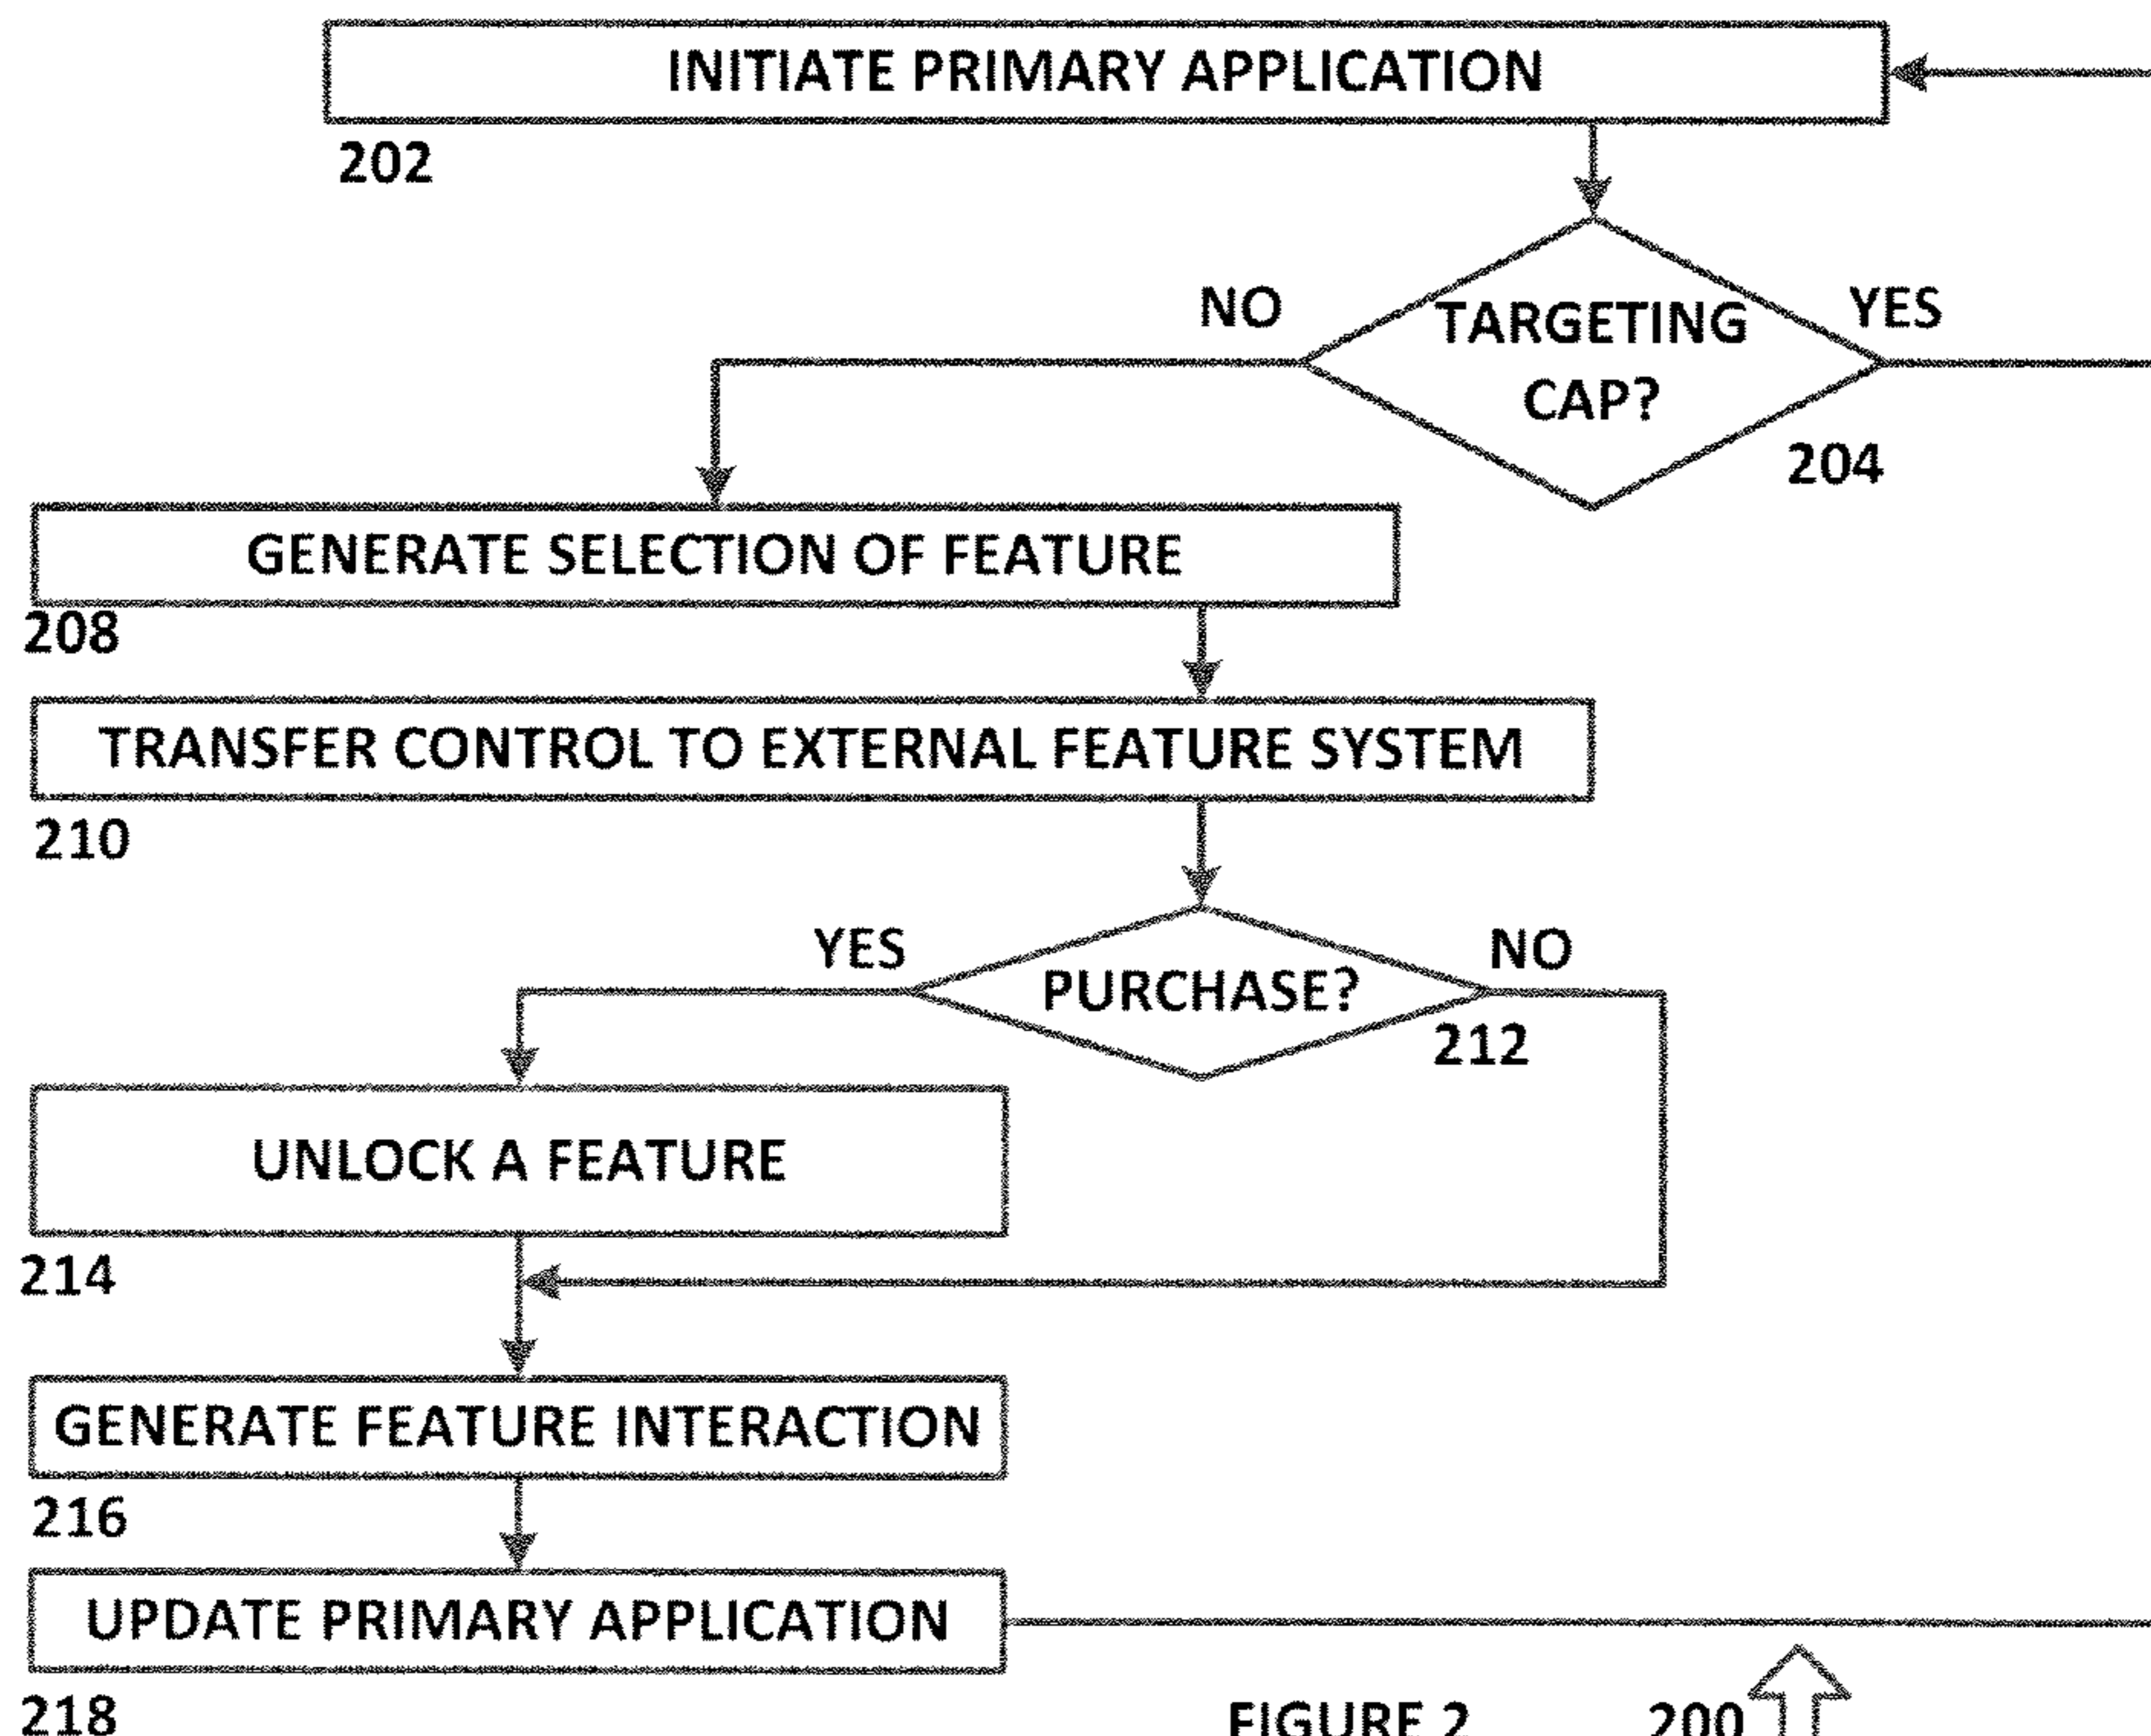 INITIATE PRIMARY APPLICATION
202
NO
TARGETING
CAP?
YES
204
GENERATE SELECTION OF FEATURE
208
TRANSFER CONTROL TO EXTERNAL FEATURE SYSTEM
210
YES
PURCHASE?
NO
212
UNLOCK A FEATURE
214
GENERATE FEATURE INTERACTION
216
UPDATE PRIMARY APPLICATION
218
FIGURE 2
200